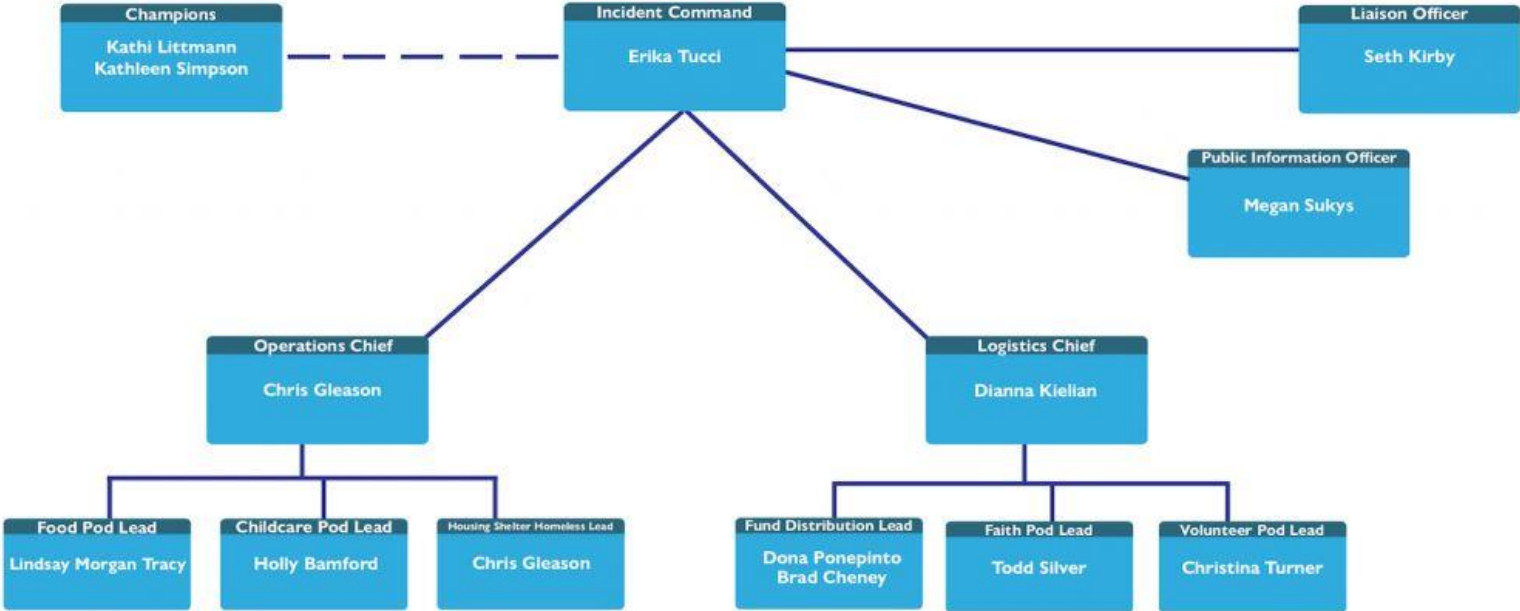 Champions
Kathi Littmann
Kathleen Simpson
Incident Command
Erika Tucci
Liaison Officer
Seth Kirby
Public Information Officer
Megan Sukys
Operations Chief
Chris Gleason
Logistics Chief
Dianna Kielian
Food Pod Lead
Lindsay Morgan Tracy
Childcare Pod Lead
Holly Bamford
Housing Shelter Homeless Lead
Chris Gleason
Fund Distribution Lead
Dona Ponepinto
Brad Cheney
Faith Pod Lead
Todd Silver
Volunteer Pod Lead
Christina Turner